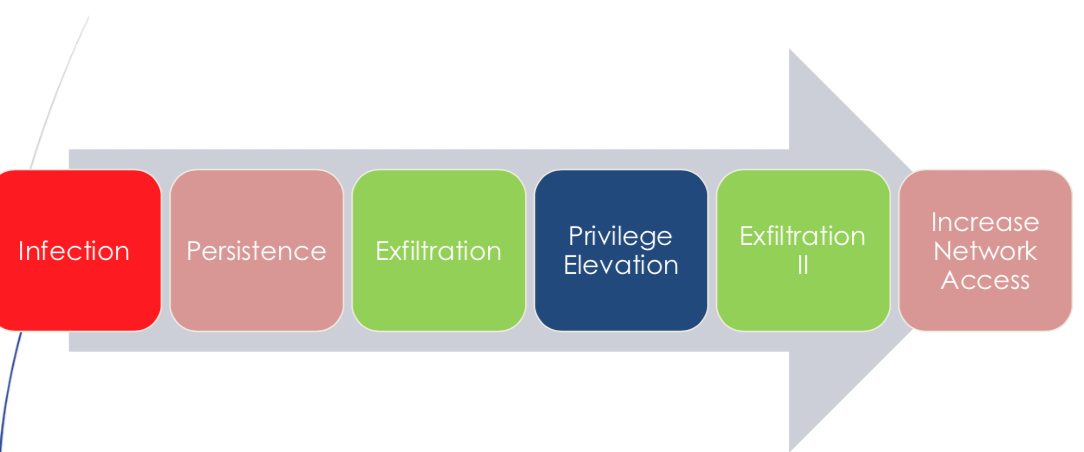 Infection
Persistence
Exfiltration
Privilege
Elevation
Exfiltration
II
Increase
Network
Access